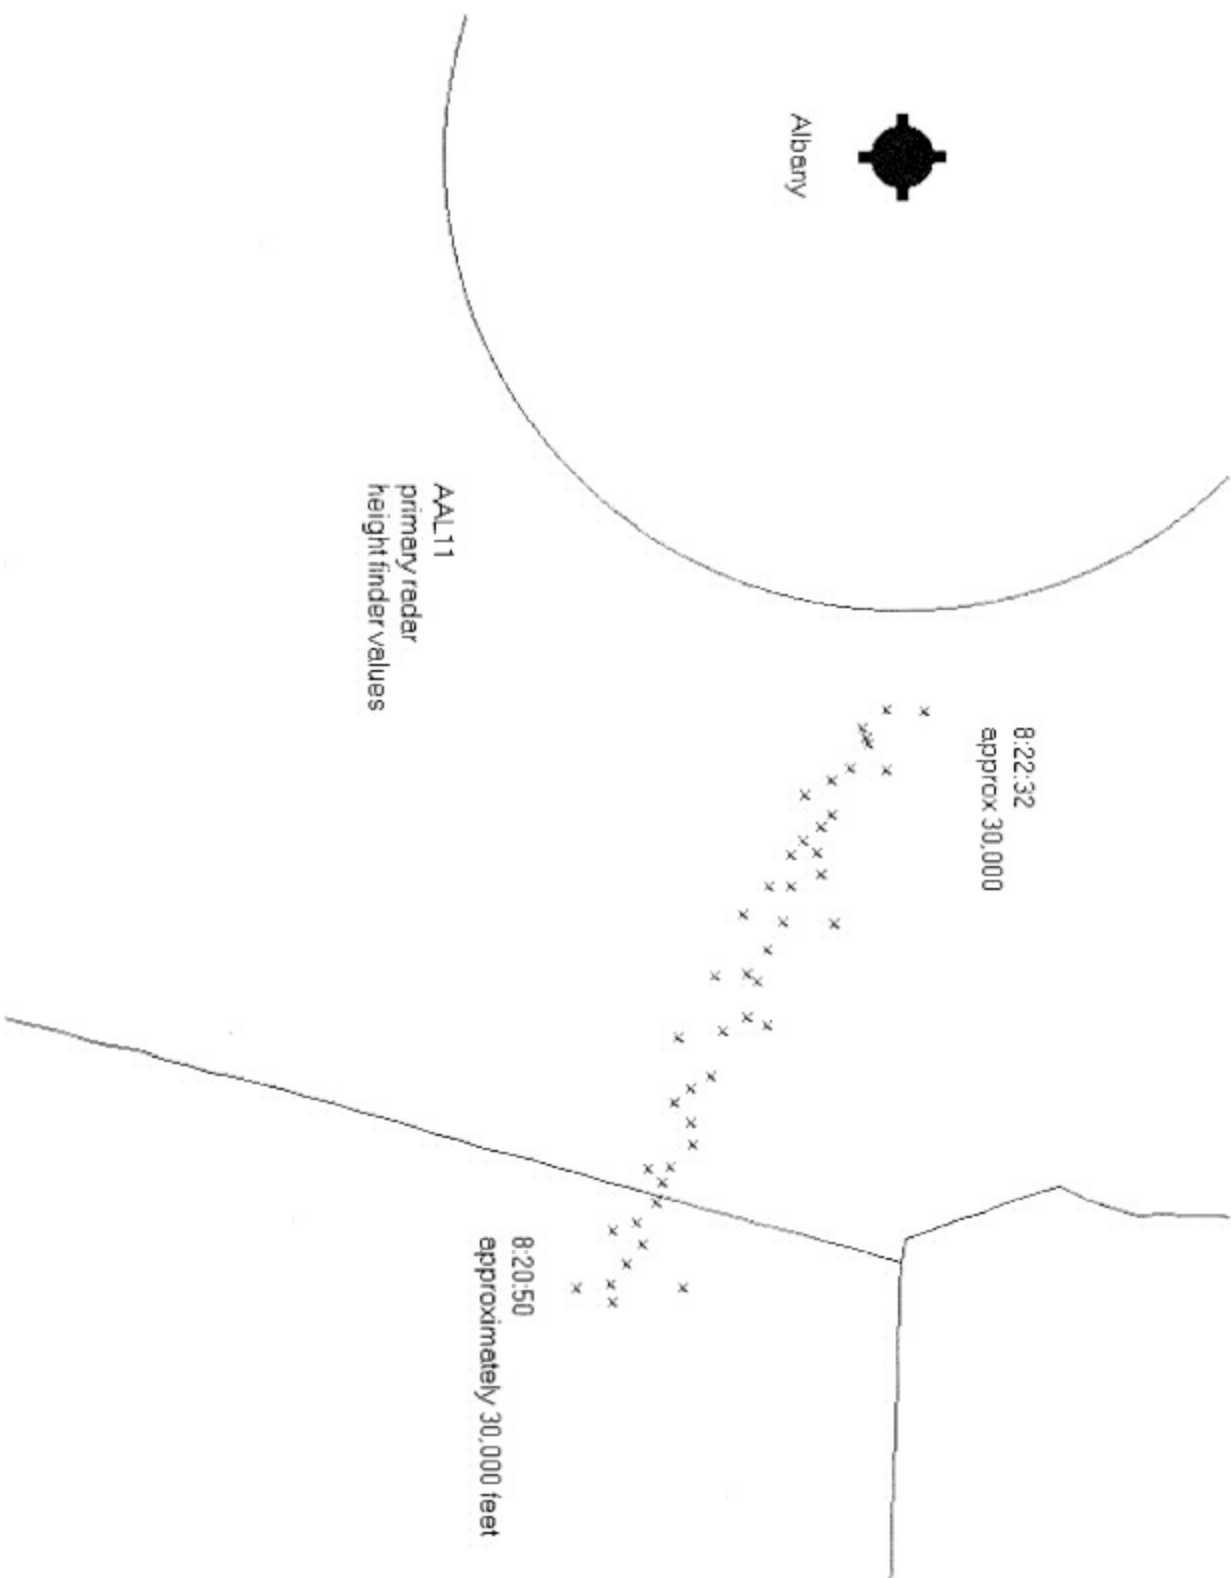 Albany
8:22:32
approx 30,000
AAL11
primary radar
height finder values
8:20:50
approximately 30,000 feet